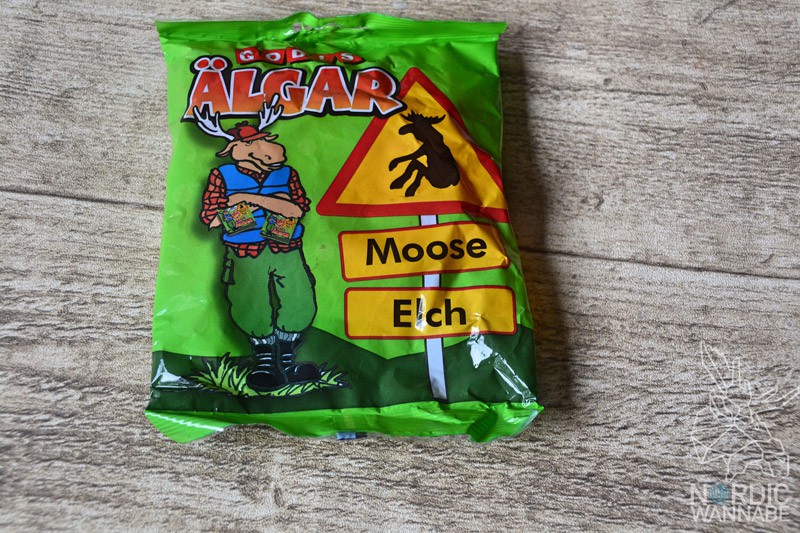 GODIS
ÄLGAR
Moose
Elch
NORDIC
WANNABE